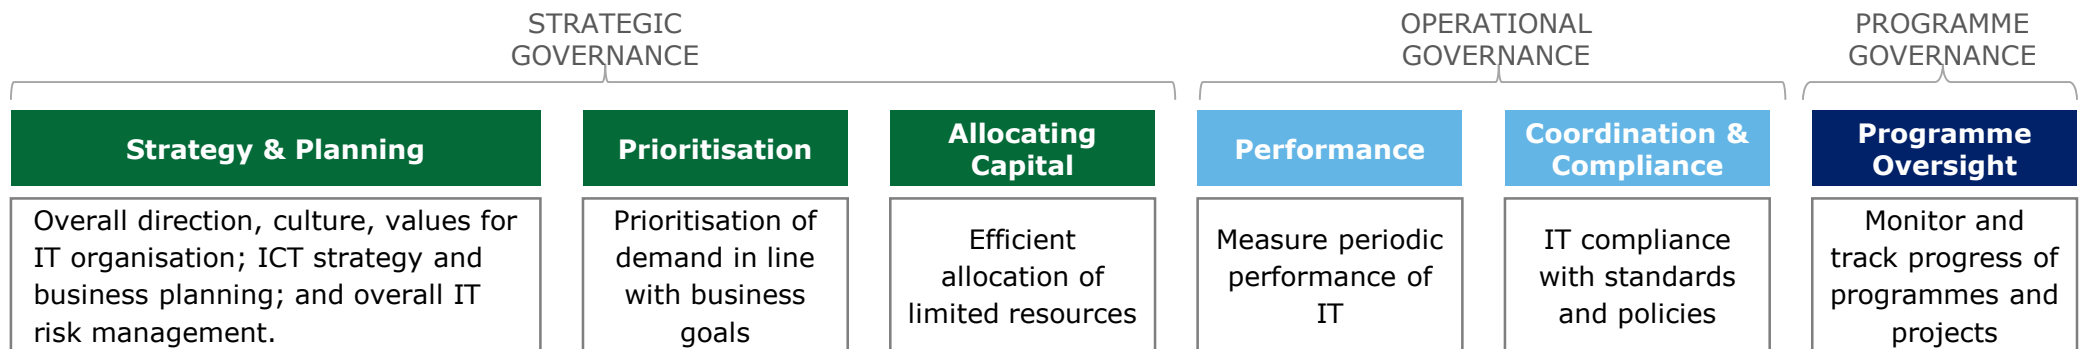 STRATEGIC
GOVERNANCE
OPERATIONAL
GOVERNANCE
PROGRAMME
GOVERNANCE
Strategy & Planning
Prioritisation
Allocating
Capital
Performance
Coordination &
Compliance
Programme
Oversight
Overall direction, culture, values for
IT organisation; ICT strategy and
business planning; and overall IT
risk management.
Prioritisation of
demand in line
with business
goals
Efficient
allocation of
limited resources
Measure periodic
performance of
IT
IT compliance
with standards
and policies
Monitor and
track progress of
programmes and
projects